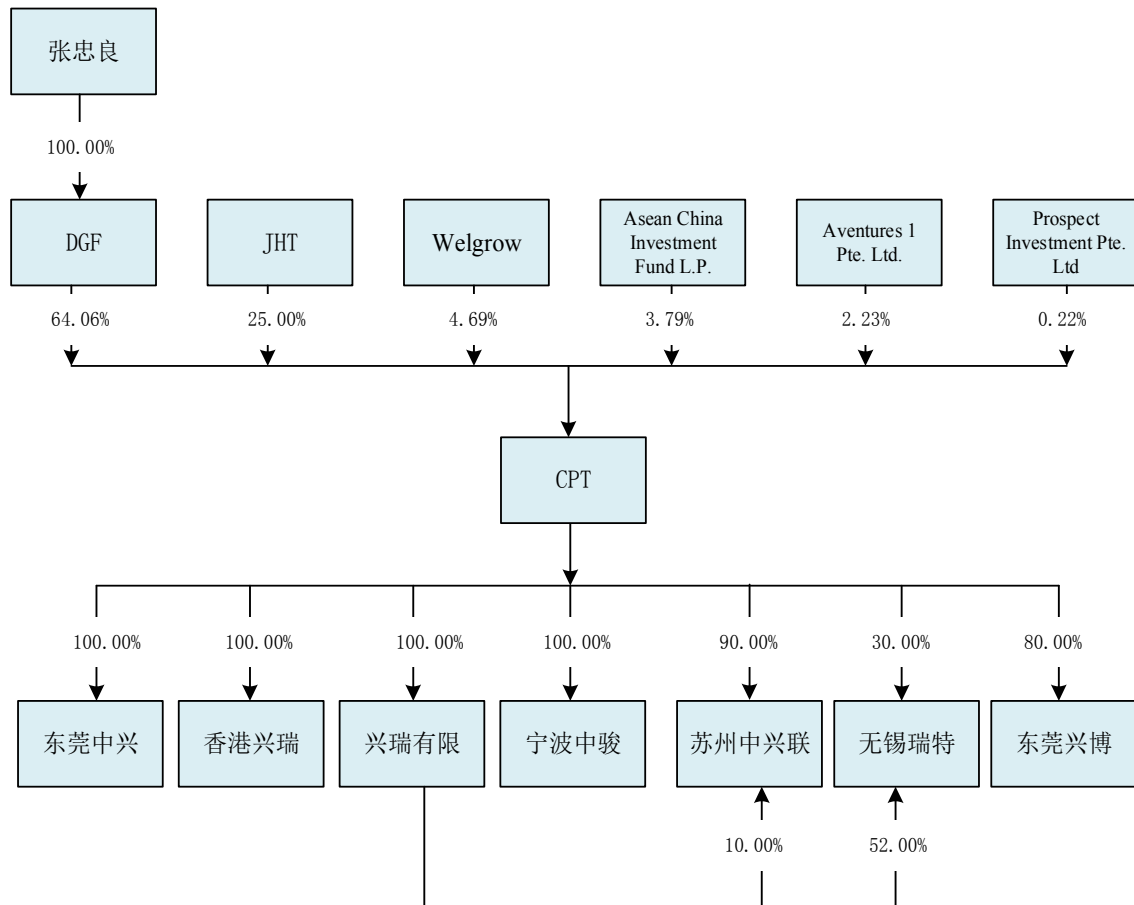 张忠良
100.00%
DGF
JHT
Welgrow
Asean China
Investment
Fund L.P.
Aventures 1
Pte. Ltd.
Prospect
Investment Pte.
Ltd
64.06%
25.00%
4.69%
3.79%
2.23%
0.22%
CPT
100.00%
100.00%
100.00%
100.00%
90.00%
30.00%
80.00%
东莞中兴
香港兴瑞
兴瑞有限
宁波中骏
苏州中兴联
无锡瑞特
东莞兴博
10.00%
52.00%